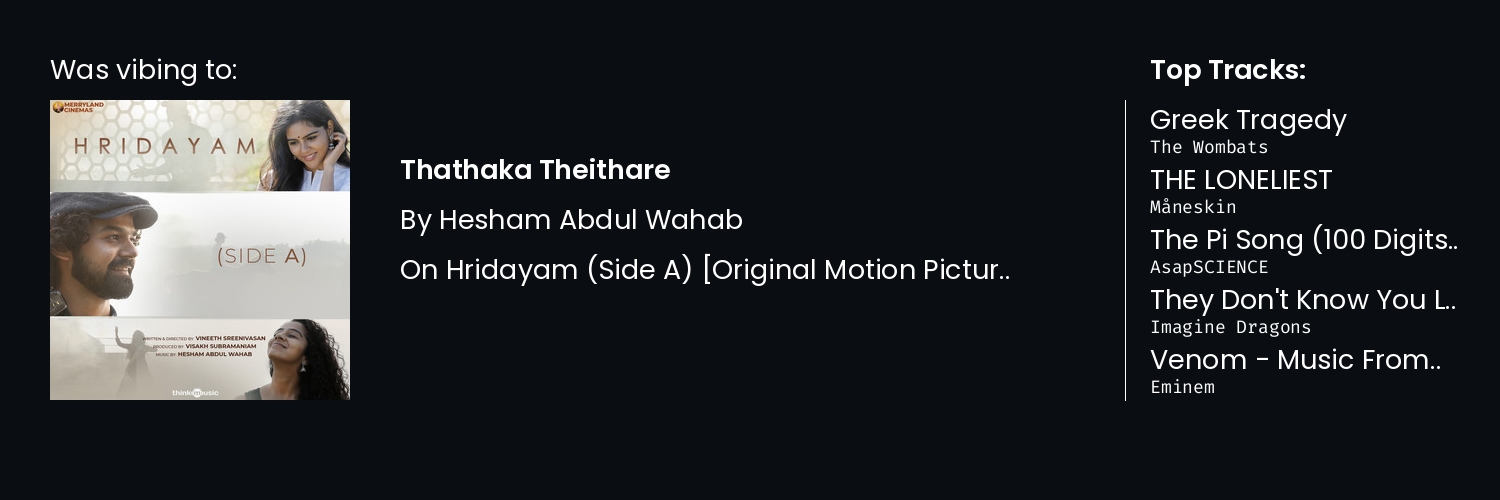 Was vibing to:
MERRYLAND
CINEMAS
HRIDAYAM
(SIDE A)
WRITTEN & DIRECTED BY VINEETH SREENIVASAN
PRODUCED BY VISAKH SUBRAMANIAM
MUSIC BY HESHAM ABDUL WAHAB
thinkmusic
Thathaka Theithare
By Hesham Abdul Wahab
On Hridayam (Side A) [Original Motion Pictur..
Top Tracks:
Greek Tragedy
The Wombats
THE LONELIEST
Måneskin
The Pi Song (100 Digits..
AsapSCIENCE
They Don't Know You L..
Imagine Dragons
Venom - Music From..
Eminem